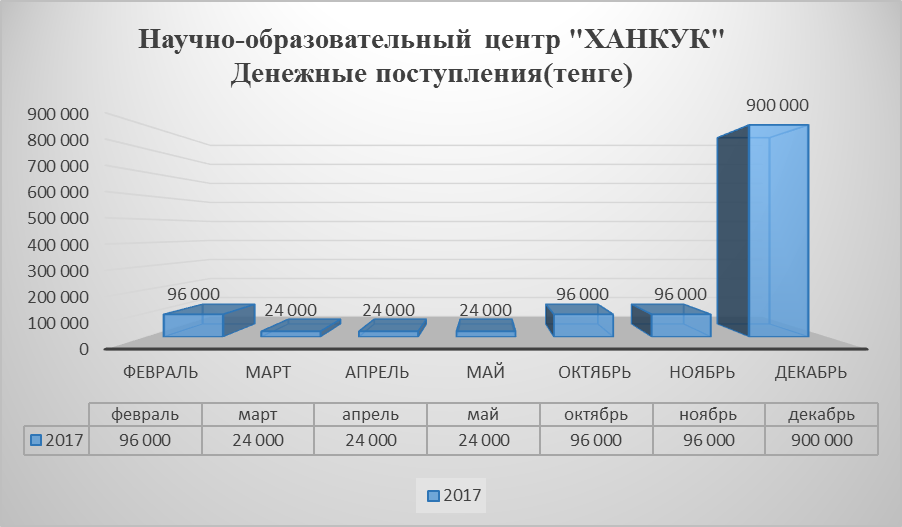 Научно-образовательный центр "ХАНКУК"
Денежные поступления(тенге)
900 000
900 000
800 000
700 000
600 000
500 000
400 000
300 000
200 000
100 000
0
96 000 24 000 24 000 24 000 96 000 96 000
ФЕВРАЛЬ МАРТ АПРЕЛЬ МАЙ ОКТЯБРЬ НОЯБРЬ ДЕКАБРЬ
февраль март апрель май октябрь ноябрь декабрь
2017 96 000 24 000 24 000 24 000 96 000 96 000 900 000
2017